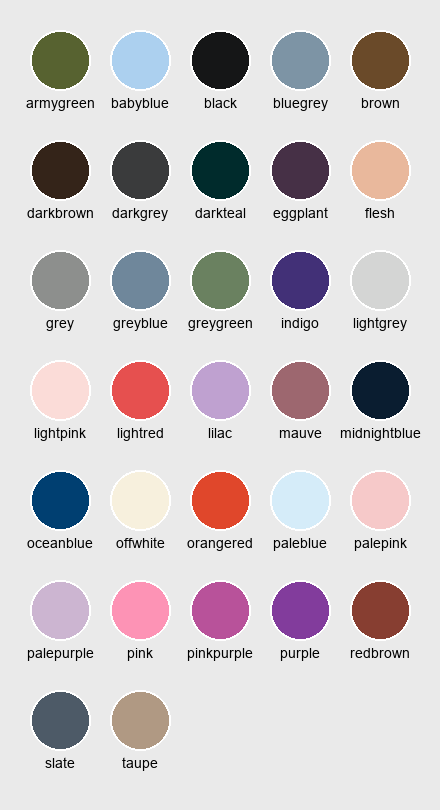 armygreen babyblue black bluegrey brown
darkbrown darkgrey darkteal eggplant flesh
grey greyblue greygreen indigo lightgrey
lightpink lightred lilac mauve midnightblue
oceanblue offwhite orangered paleblue palepink
palepurple pink pinkpurple purple redbrown
slate taupe